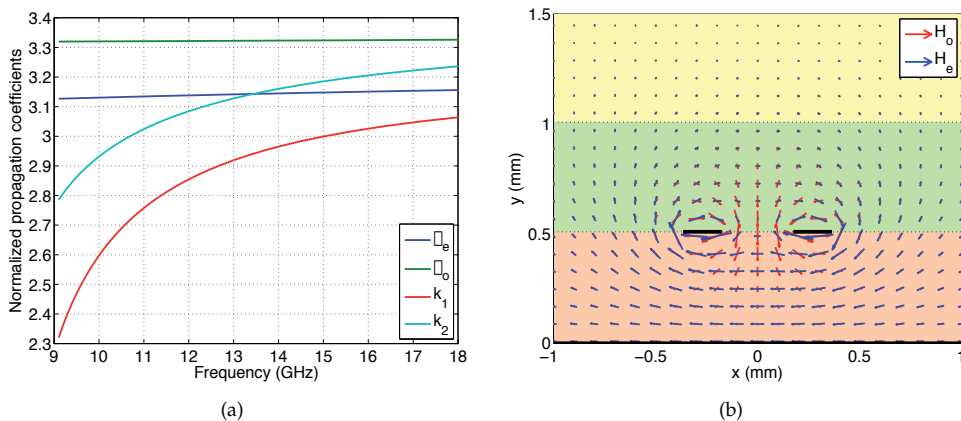 Normalized propagation coefficients
3.4
3.3
3.2
3.1
3
2.9
2.8
2.7
2.6
2.5
2.4
2.3
9 10 11 12 13 14 15 16 17 18
Frequency (GHz)
▯e
▯o
k1
k2
(a)
y (mm)
1.5
1
0.5
0
−1 −0.5 0 0.5 1
x (mm)
Ho
He
(b)